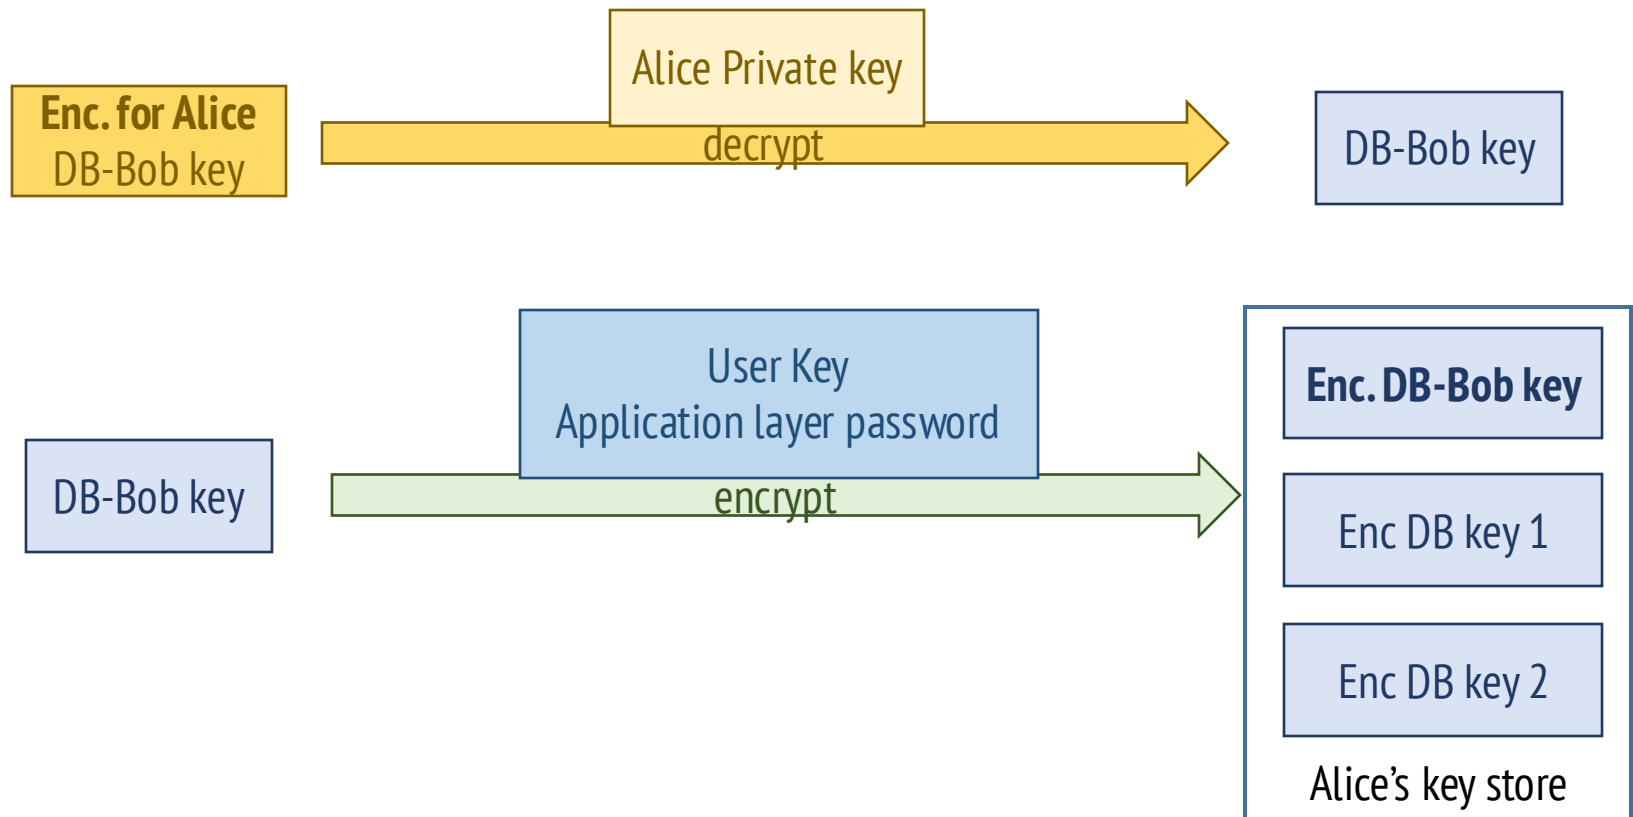 Alice Private key
Enc. for Alice
DB-Bob key
decrypt
DB-Bob key
User Key
Application layer password
DB-Bob key
encrypt
Enc. DB-Bob key
Enc DB key 1
Enc DB key 2
Alice’s key store